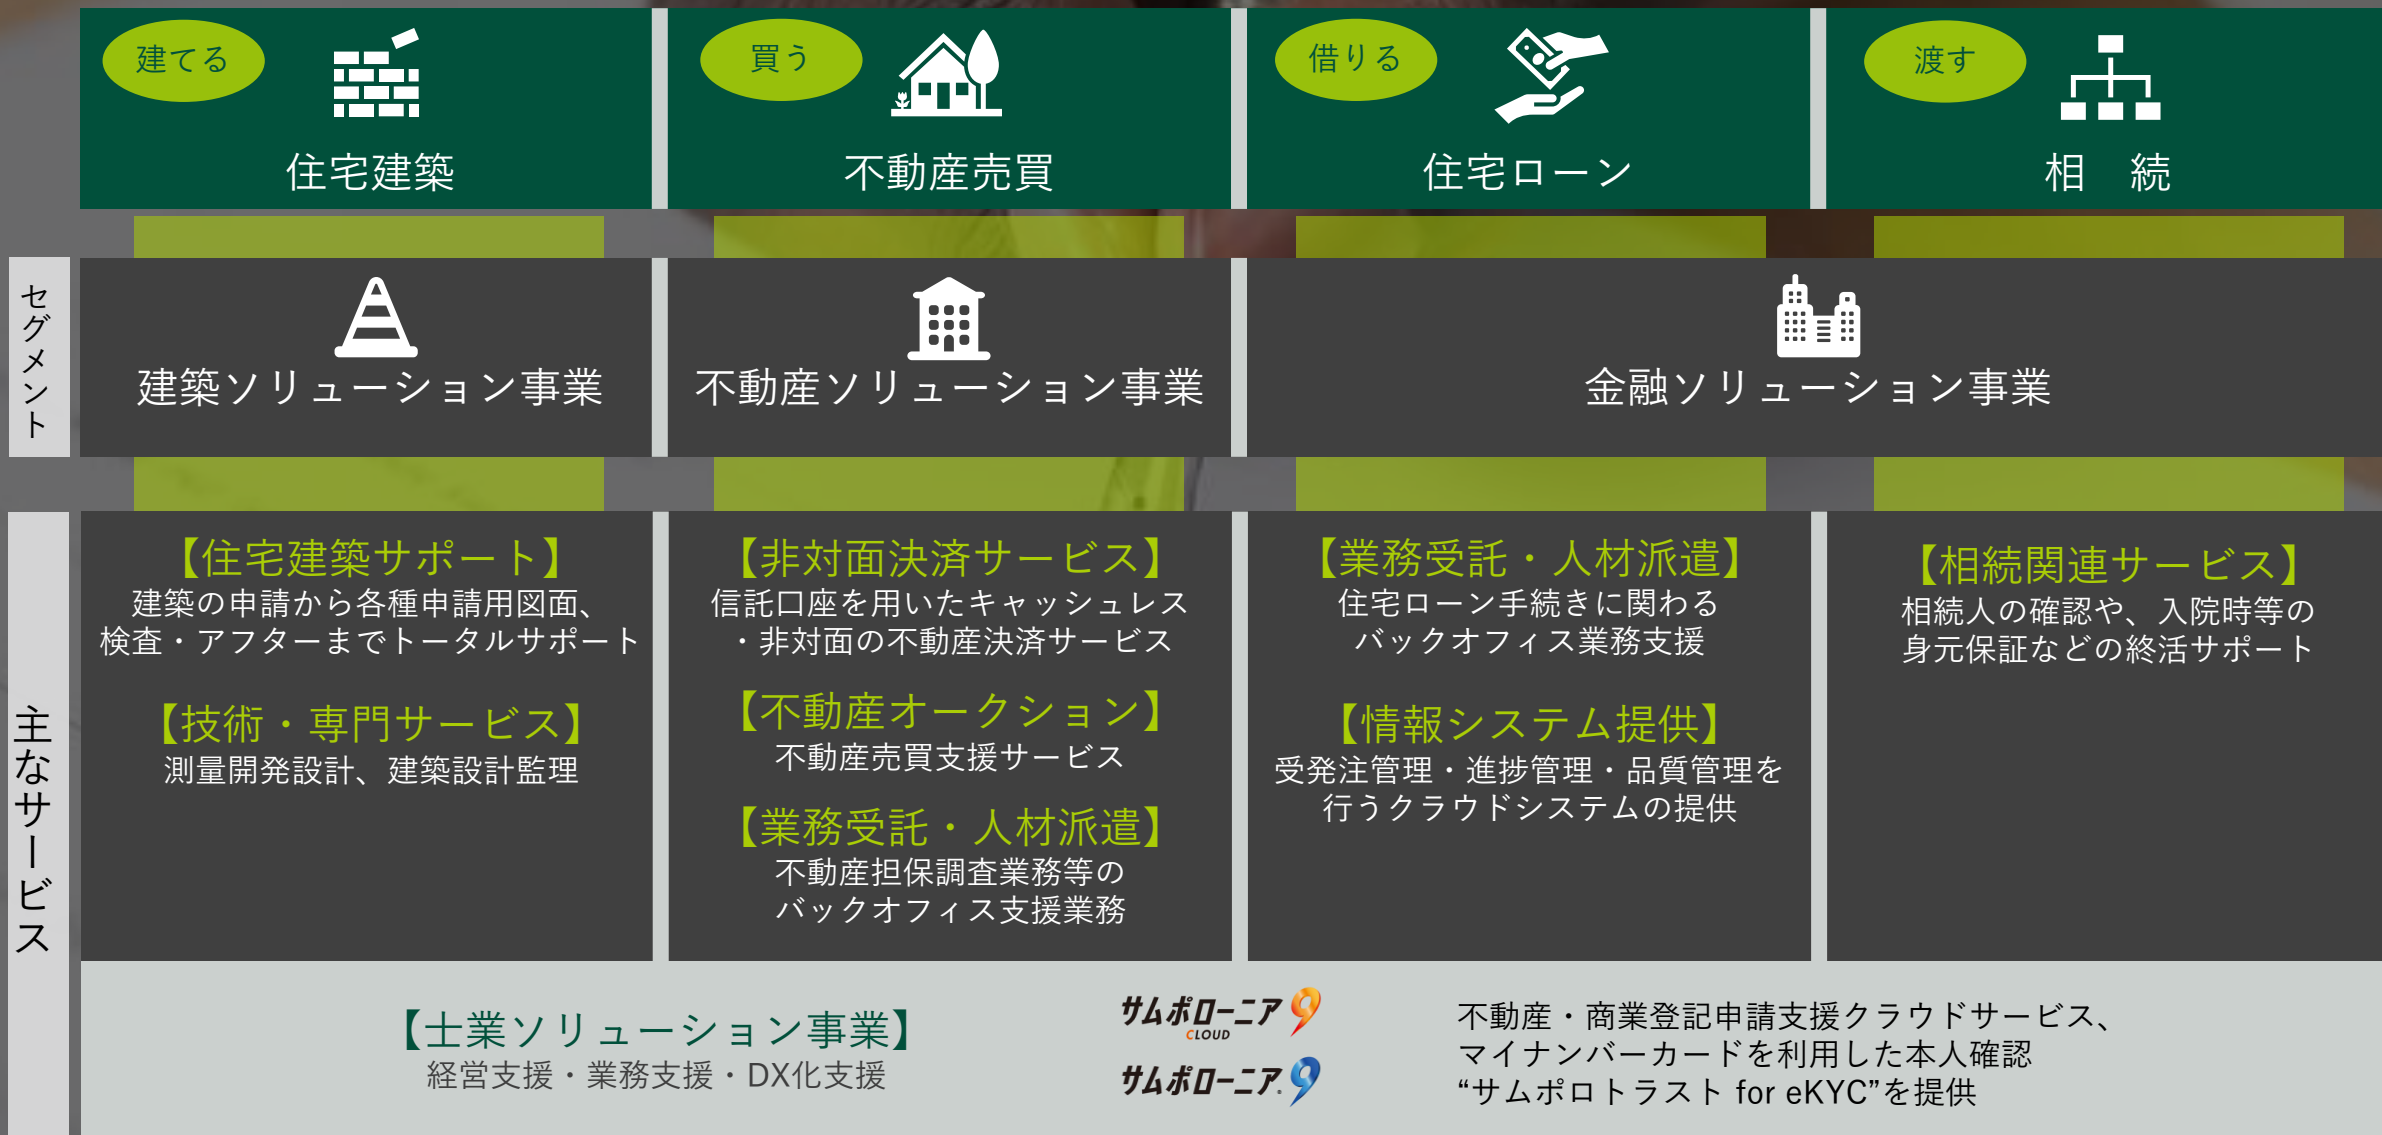 建てる
住宅建築
買う
不動産売買
借りる
住宅ローン
渡す
相　続
セグメント
建築ソリューション事業
不動産ソリューション事業
金融ソリューション事業
主なサービス
【住宅建築サポート】
建築の申請から各種申請用図面、
検査・アフターまでトータルサポート
【技術・専門サービス】
測量開発設計、建築設計監理
【非対面決済サービス】
信託口座を用いたキャッシュレス
・非対面の不動産決済サービス
【不動産オークション】
不動産売買支援サービス
【業務受託・人材派遣】
不動産担保調査業務等の
バックオフィス支援業務
【業務受託・人材派遣】
住宅ローン手続きに関わる
バックオフィス業務支援
【情報システム提供】
受発注管理・進捗管理・品質管理を
行うクラウドシステムの提供
【相続関連サービス】
相続人の確認や、入院時等の
身元保証などの終活サポート
【士業ソリューション事業】
経営支援・業務支援・DX化支援
サムポローニア9
CLOUD
サムポローニア9
不動産・商業登記申請支援クラウドサービス、
マイナンバーカードを利用した本人確認
“サムポロトラスト for eKYC”を提供